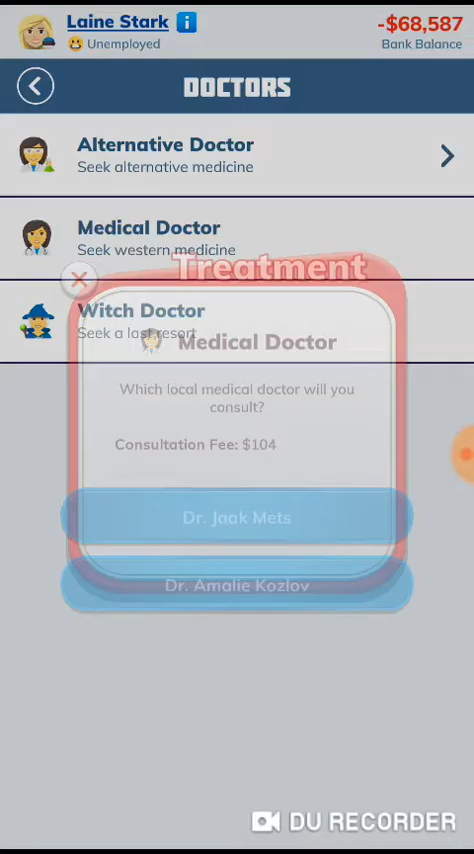 Laine Stark
-$68,587
Unemployed
Bank Balance
DOCTORS
Alternative Doctor
Seek alternative medicine
Medical Doctor
Seek western medicine
Witch Doctor
Seek a last resort
Treatment
Medical Doctor
Which local medical doctor will you
consult?
Consultation Fee: $104
Dr. Jaak Mets
Dr. Amalie Kozlov
DU RECORDER